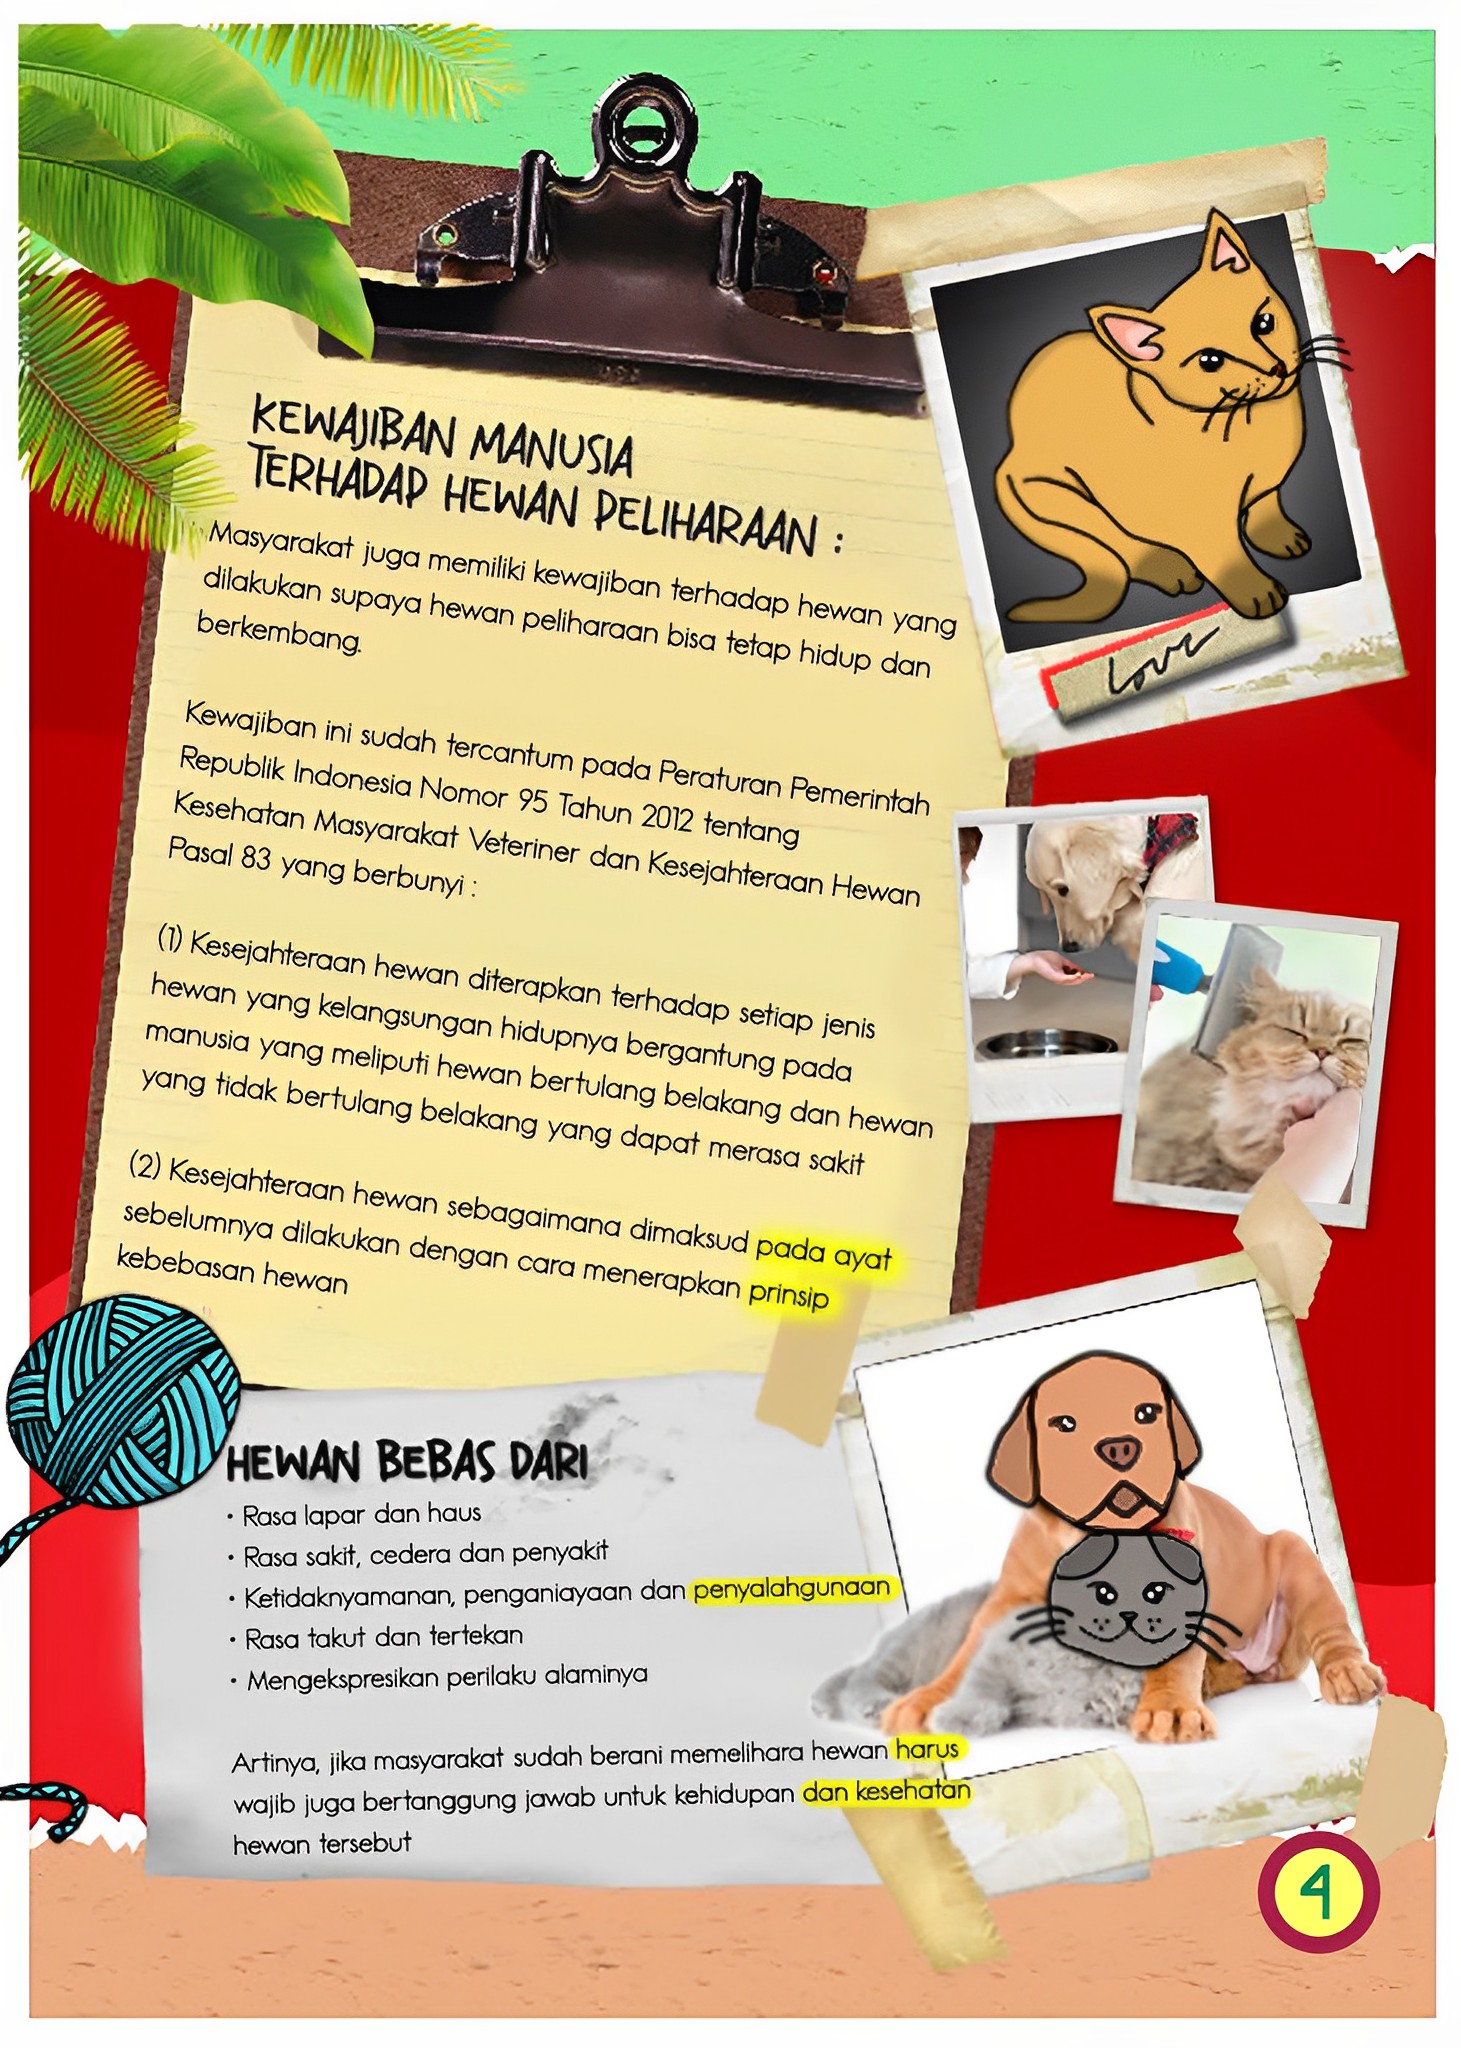 KEWAJIBAN MANUSIA
TERHADAP HEWAN PELIHARAAN :
Masyarakat juga memiliki kewajiban terhadap hewan yang
dilakukan supaya hewan peliharaan bisa tetap hidup dan
berkembang.
Kewajiban ini sudah tercantum pada Peraturan Pemerintah
Republik Indonesia Nomor 95 Tahun 2012 tentang
Kesehatan Masyarakat Veteriner dan Kesejahteraan Hewan
Pasal 83 yang berbunyi :
(1) Kesejahteraan hewan diterapkan terhadap setiap jenis
hewan yang kelangsungan hidupnya bergantung pada
manusia yang meliputi hewan bertulang belakang dan hewan
yang tidak bertulang belakang yang dapat merasa sakit
(2) Kesejahteraan hewan sebagaimana dimaksud pada ayat
sebelumnya dilakukan dengan cara menerapkan prinsip
kebebasan hewan
love
HEWAN BEBAS DARI
• Rasa lapar dan haus
• Rasa sakit, cedera dan penyakit
• Ketidaknyamanan, penganiayaan dan penyalahgunaan
• Rasa takut dan tertekan
• Mengekspresikan perilaku alaminya
Artinya, jika masyarakat sudah berani memelihara hewan harus
wajib juga bertanggung jawab untuk kehidupan dan kesehatan
hewan tersebut
4